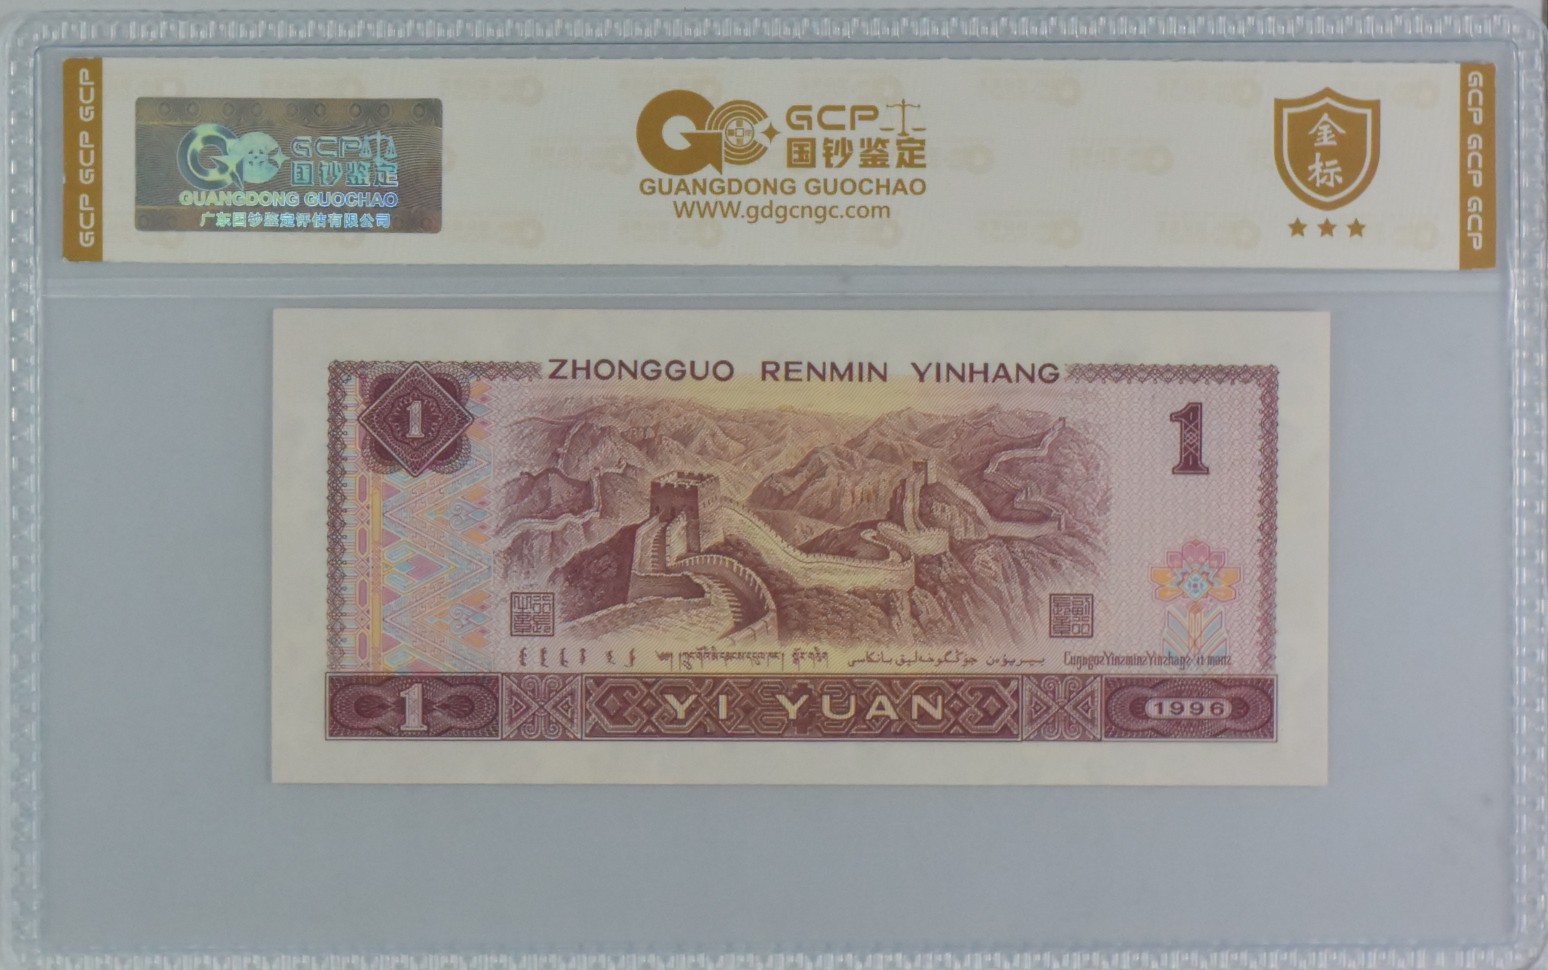 GCP GCP GCP
GCP
国钞鉴定
GUANGDONG GUOCHAO
广东国钞鉴定评估有限公司
GCP
国钞鉴定
GUANGDONG GUOCHAO
WWW.gdgcngc.com
金标
GCP GCP GCP
ZHONGGUO RENMIN YINHANG
1
1
1
YI YUAN
1996